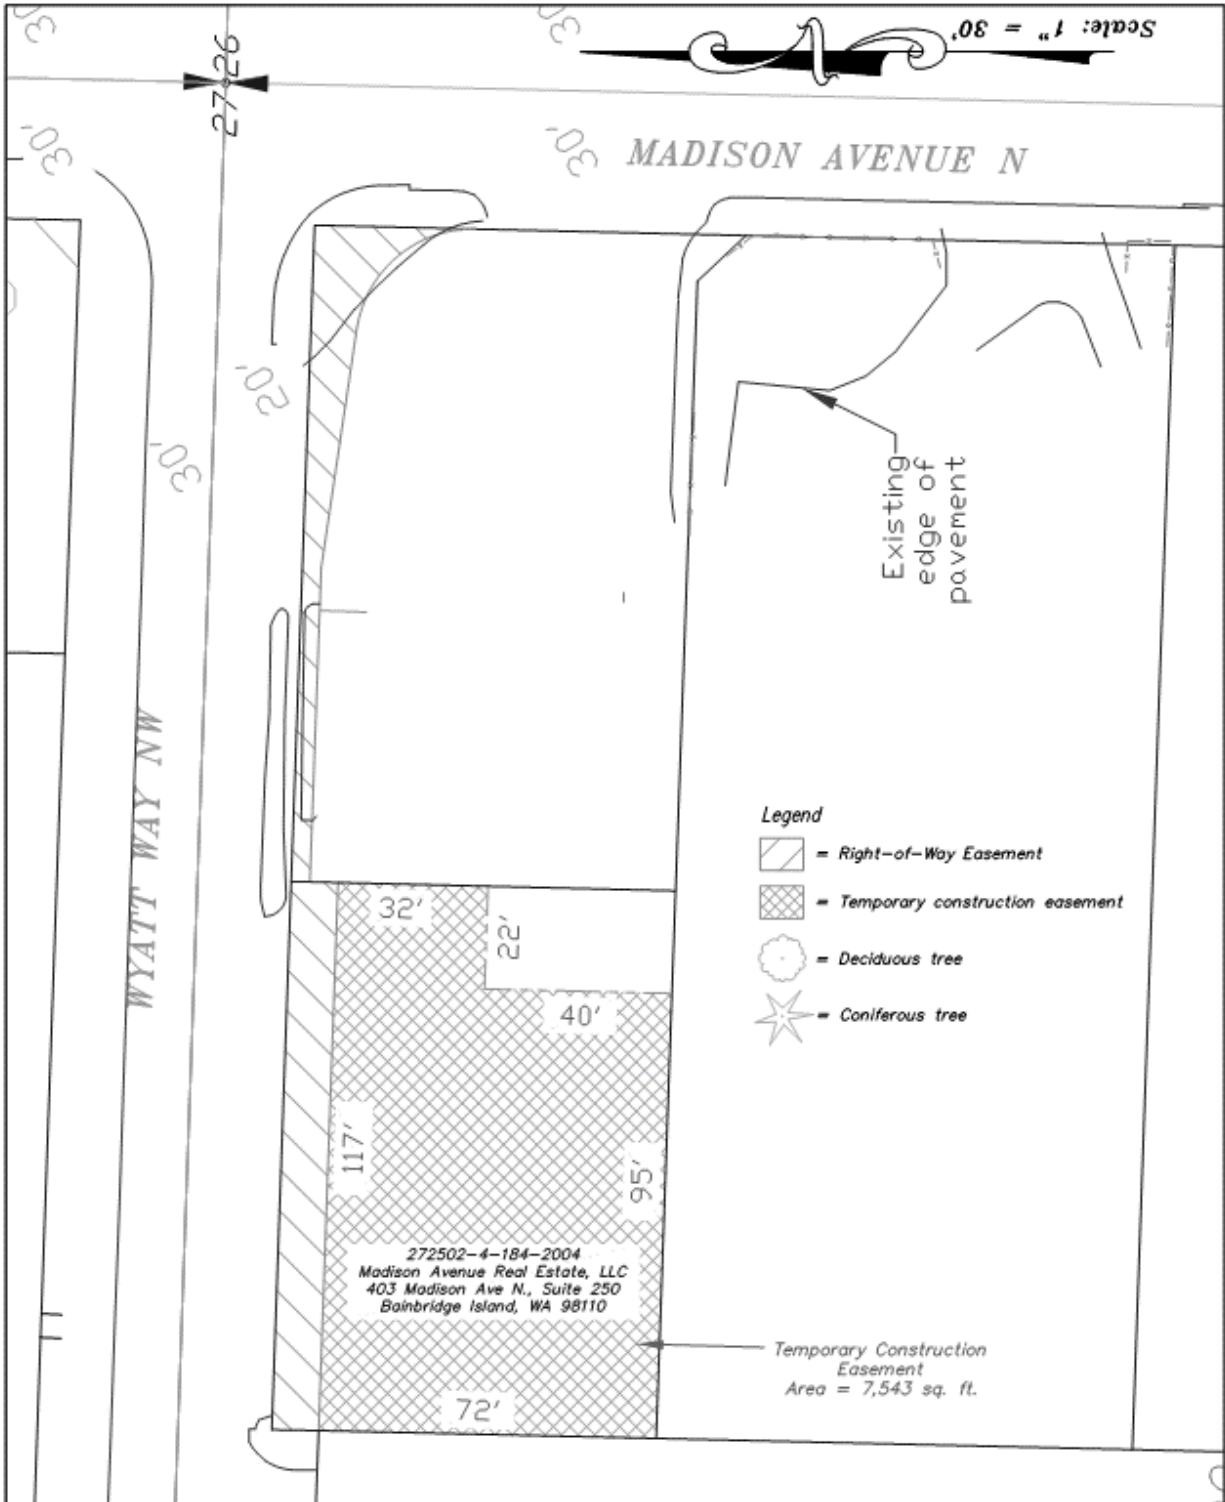 30'
30'
Scale: 1" = 30'
26
27
30'
30'
MADISON AVENUE N
20'
30'
Existing
edge of
pavement
WYATT WAY NW
Legend
= Right-of-Way Easement
= Temporary construction easement
= Deciduous tree
= Coniferous tree
32'
22'
40'
117'
95'
272502-4-184-2004
Madison Avenue Real Estate, LLC
403 Madison Ave N., Suite 250
Bainbridge Island, WA 98110
Temporary Construction
Easement
Area = 7,543 sq. ft.
72'